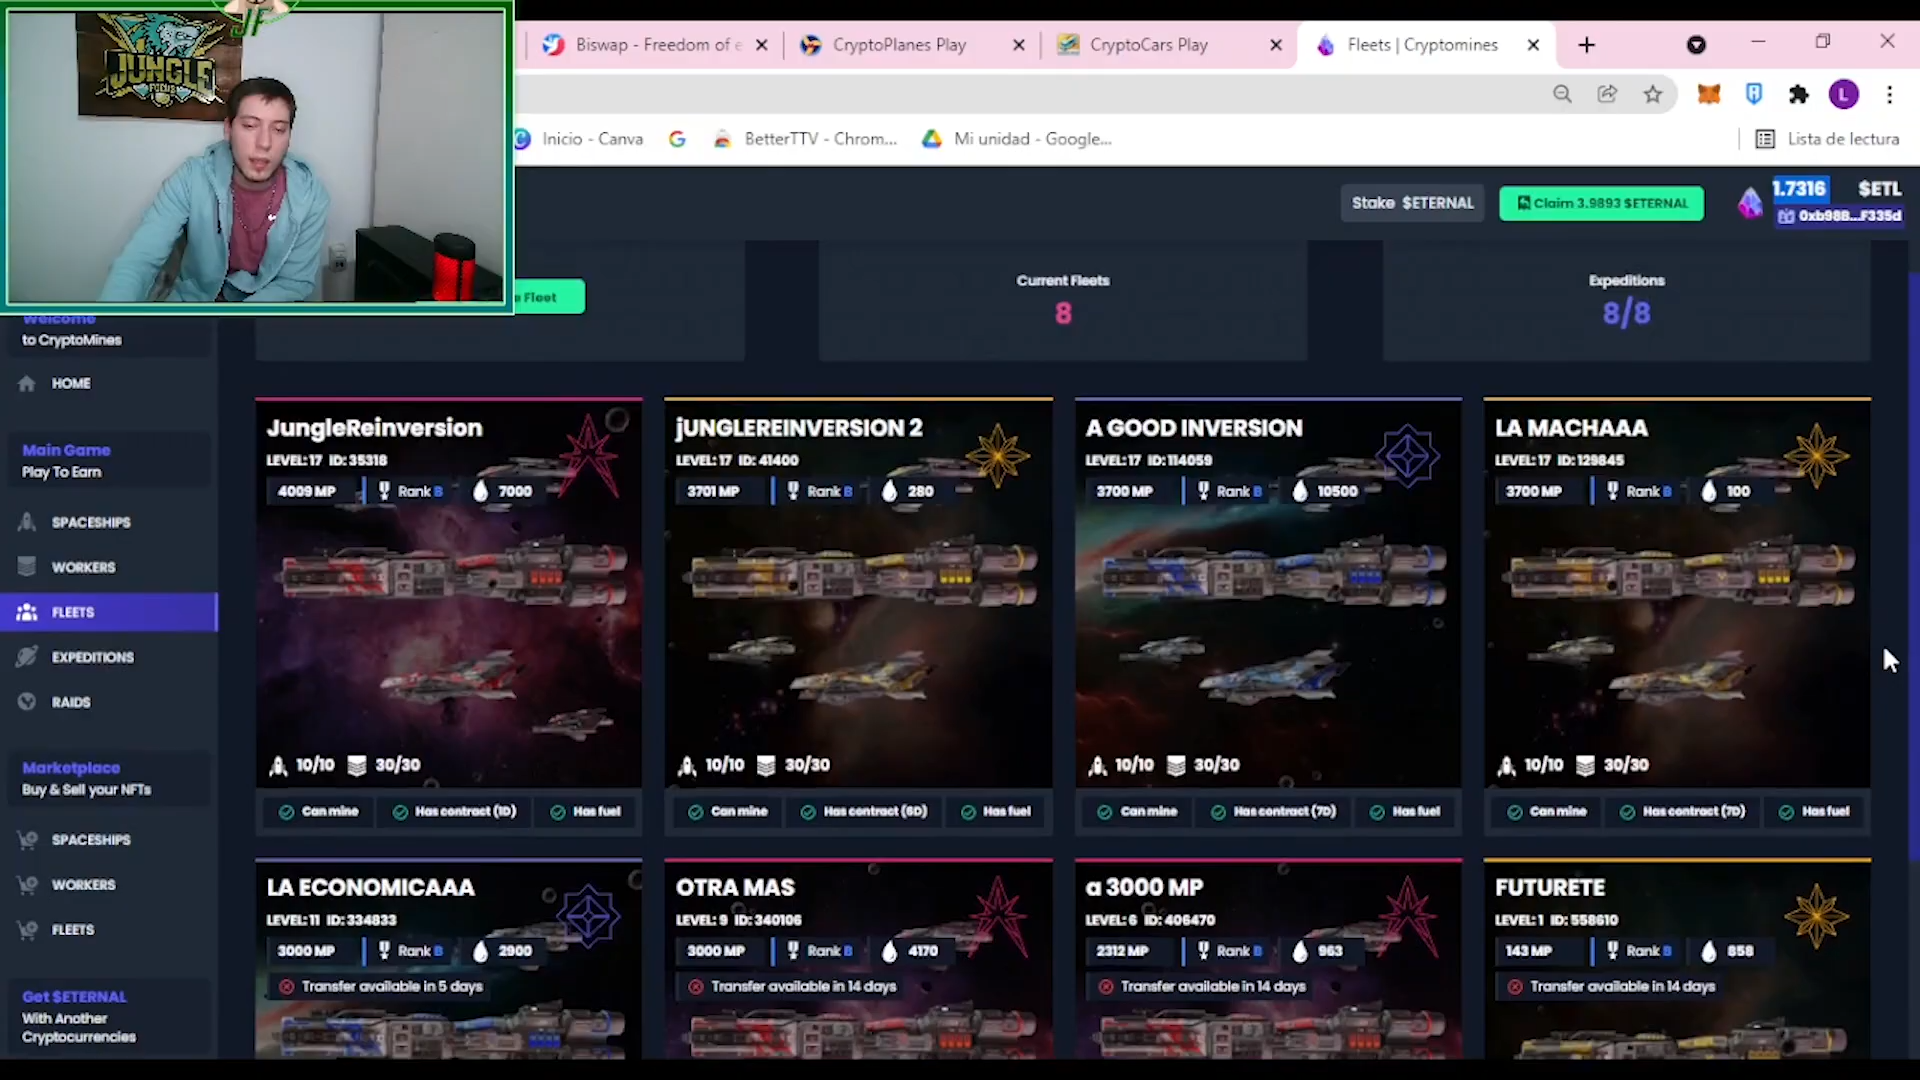 JF
JUNGLE
FOCUS
Biswap - Freedom of e
CryptoPlanes Play
CryptoCars Play
Fleets | Cryptomines
L
Inicio - Canva
BetterTTV - Chrom...
Mi unidad - Google...
Lista de lectura
Stake $ETERNAL
Claim 3.9893 $ETERNAL
1.7316 $ETL
0xb98B...F335d
Fleet
Current Fleets
8
Expeditions
8/8
Welcome
to CryptoMines
HOME
Main Game
Play To Earn
SPACESHIPS
WORKERS
FLEETS
EXPEDITIONS
RAIDS
Marketplace
Buy & Sell your NFTs
SPACESHIPS
WORKERS
FLEETS
Get $ETERNAL
With Another
Cryptocurrencies
JungleReinversion
LEVEL: 17 ID: 35318
4009 MP Rank B 7000
10/10 30/30
Can mine Has contract (1D) Has fuel
jUNGLEREINVERSION 2
LEVEL: 17 ID: 41400
3701 MP Rank B 280
10/10 30/30
Can mine Has contract (6D) Has fuel
A GOOD INVERSION
LEVEL: 17 ID: 114059
3700 MP Rank B 10500
10/10 30/30
Can mine Has contract (7D) Has fuel
LA MACHAAA
LEVEL: 17 ID: 129845
3700 MP Rank B 100
10/10 30/30
Can mine Has contract (7D) Has fuel
LA ECONOMICAAA
LEVEL: 11 ID: 334833
3000 MP Rank B 2900
Transfer available in 5 days
OTRA MAS
LEVEL: 9 ID: 340106
3000 MP Rank B 4170
Transfer available in 14 days
a 3000 MP
LEVEL: 6 ID: 406470
2312 MP Rank B 963
Transfer available in 14 days
FUTURETE
LEVEL: 1 ID: 558610
143 MP Rank B 858
Transfer available in 14 days